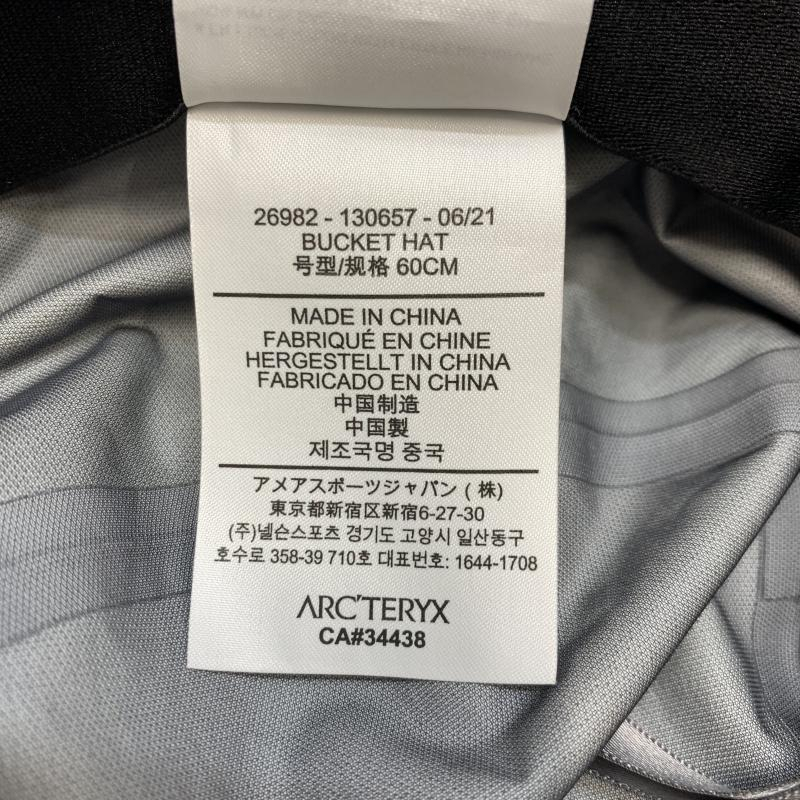 26982 - 130657 - 06/21
BUCKET HAT
号型/规格 60CM
MADE IN CHINA
FABRIQUÉ EN CHINE
HERGESTELLT IN CHINA
FABRICADO EN CHINA
中国制造
中国製
제조국명 중국
アメアスポーツジャパン (株)
東京都新宿区新宿6-27-30
(주)넬슨스포츠 경기도 고양시 일산동구
호수로 358-39 710호 대표번호: 1644-1708
ARC'TERYX
CA#34438